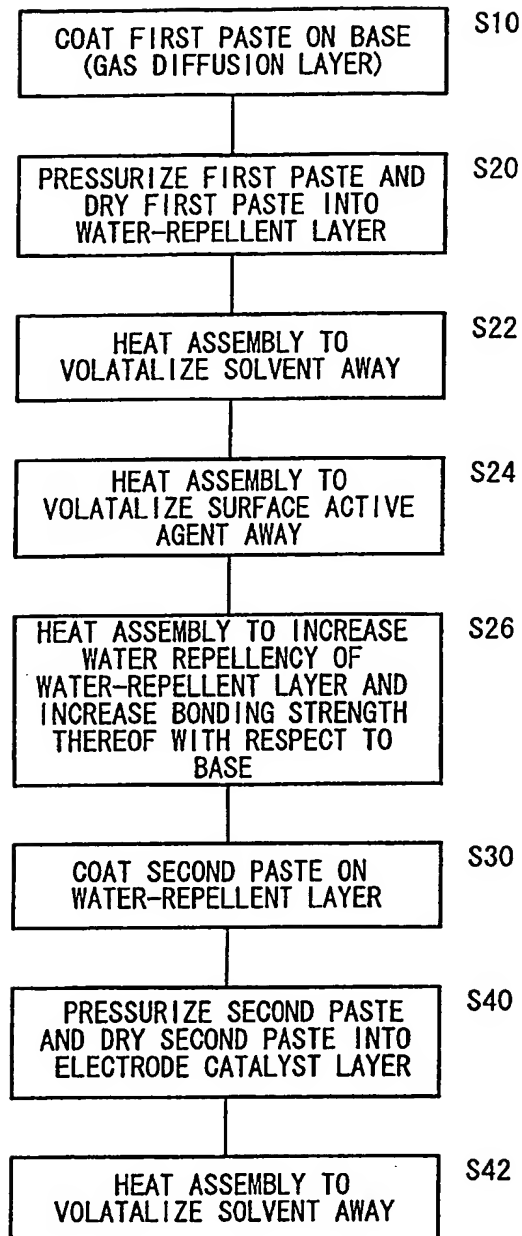 COAT FIRST PASTE ON BASE
(GAS DIFFUSION LAYER)
S10
PRESSURIZE FIRST PASTE AND
DRY FIRST PASTE INTO
WATER-REPELLENT LAYER
S20
HEAT ASSEMBLY TO
VOLATALIZE SOLVENT AWAY
S22
HEAT ASSEMBLY TO
VOLATALIZE SURFACE ACTIVE
AGENT AWAY
S24
HEAT ASSEMBLY TO INCREASE
WATER REPELLENCY OF
WATER-REPELLENT LAYER AND
INCREASE BONDING STRENGTH
THEREOF WITH RESPECT TO
BASE
S26
COAT SECOND PASTE ON
WATER-REPELLENT LAYER
S30
PRESSURIZE SECOND PASTE
AND DRY SECOND PASTE INTO
ELECTRODE CATALYST LAYER
S40
HEAT ASSEMBLY TO
VOLATALIZE SOLVENT AWAY
S42